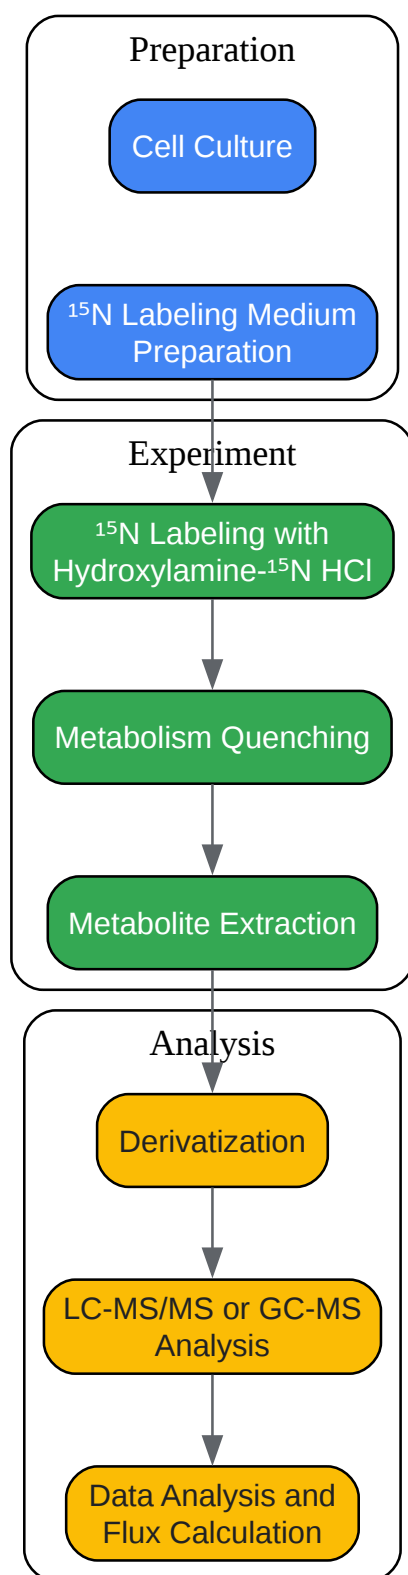 Preparation
Cell Culture
¹⁵N Labeling Medium
Preparation
Experiment
¹⁵N Labeling with
Hydroxylamine-¹⁵N HCl
Metabolism Quenching
Metabolite Extraction
Analysis
Derivatization
LC-MS/MS or GC-MS
Analysis
Data Analysis and
Flux Calculation